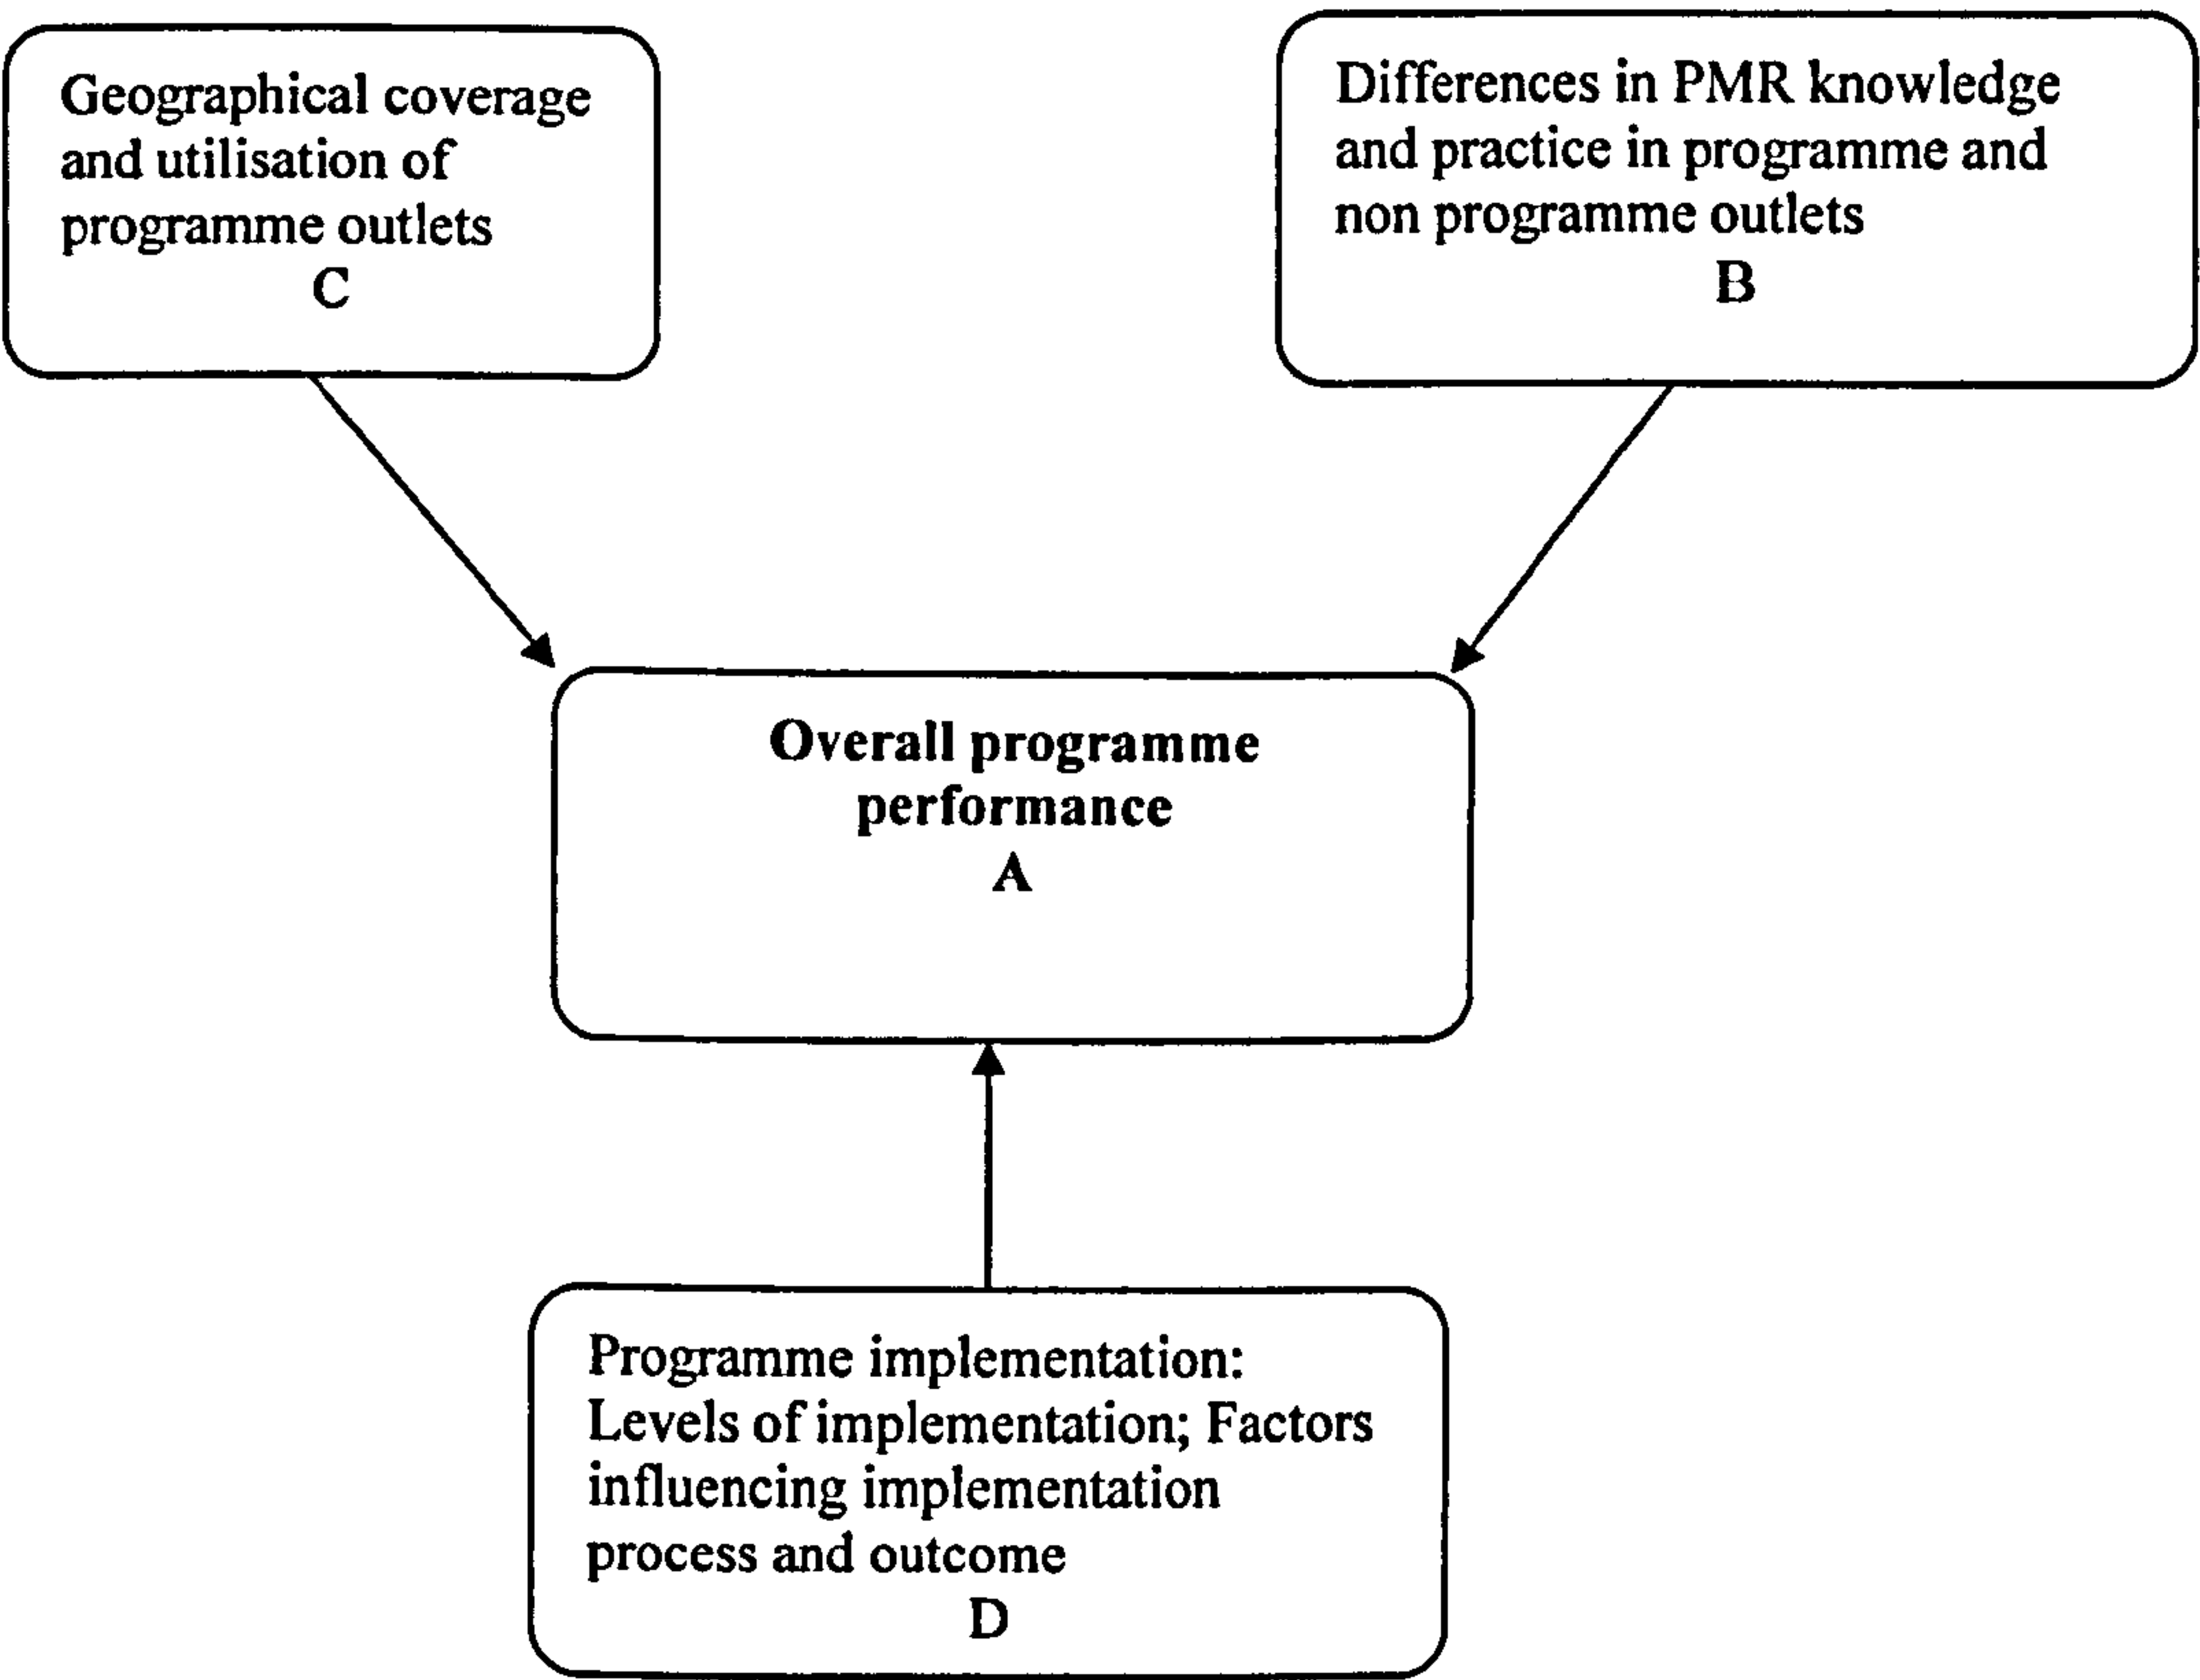 Geographical coverage
and utilisation of
programme outlets
C
Differences in PMR knowledge
and practice in programme and
non programme outlets
B
Overall programme
performance
A
Programme implementation:
Levels of implementation; Factors
influencing implementation
process and outcome
D